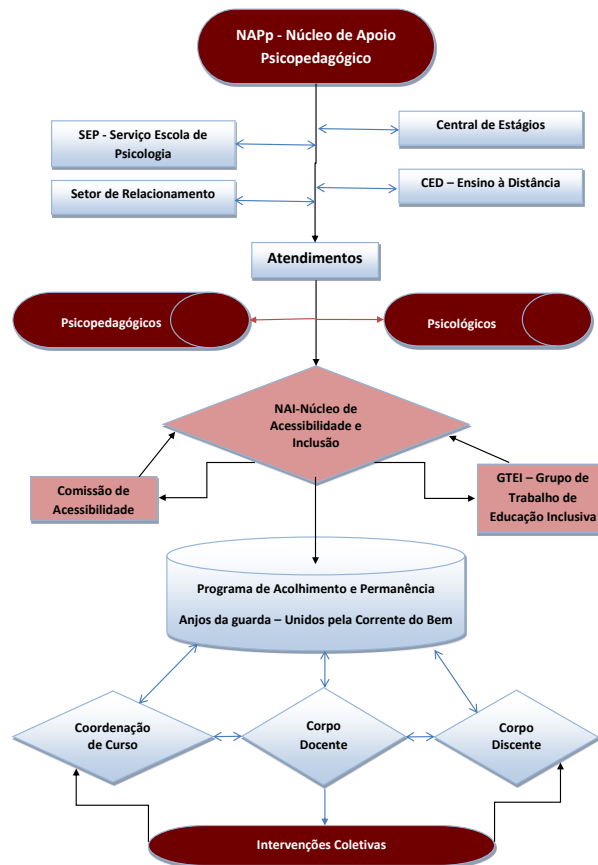 NAPp - Núcleo de Apoio
Psicopedagógico
SEP - Serviço Escola de
Psicologia
Central de Estágios
Setor de Relacionamento
CED – Ensino à Distância
Atendimentos
Psicopedagógicos
Psicológicos
NAI-Núcleo de
Acessibilidade e
Inclusão
Comissão de
Acessibilidade
GTEI – Grupo de
Trabalho de
Educação Inclusiva
Programa de Acolhimento e Permanência
Anjos da guarda – Unidos pela Corrente do Bem
Coordenação
de Curso
Corpo
Docente
Corpo
Discente
Intervenções Coletivas